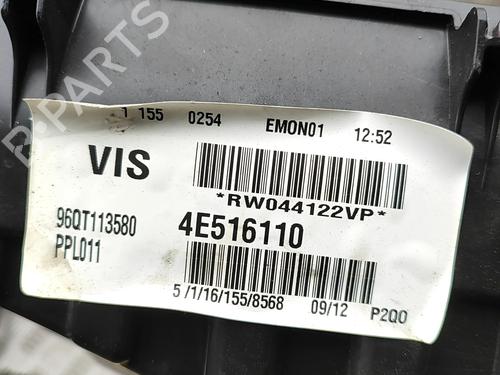 1 155 0254 EMON01 12:52
VIS
*RW044122VP*
96QT113580
PPL011
4E516110
5/1/16/155/8568 09/12 P2Q0
B-PARTS